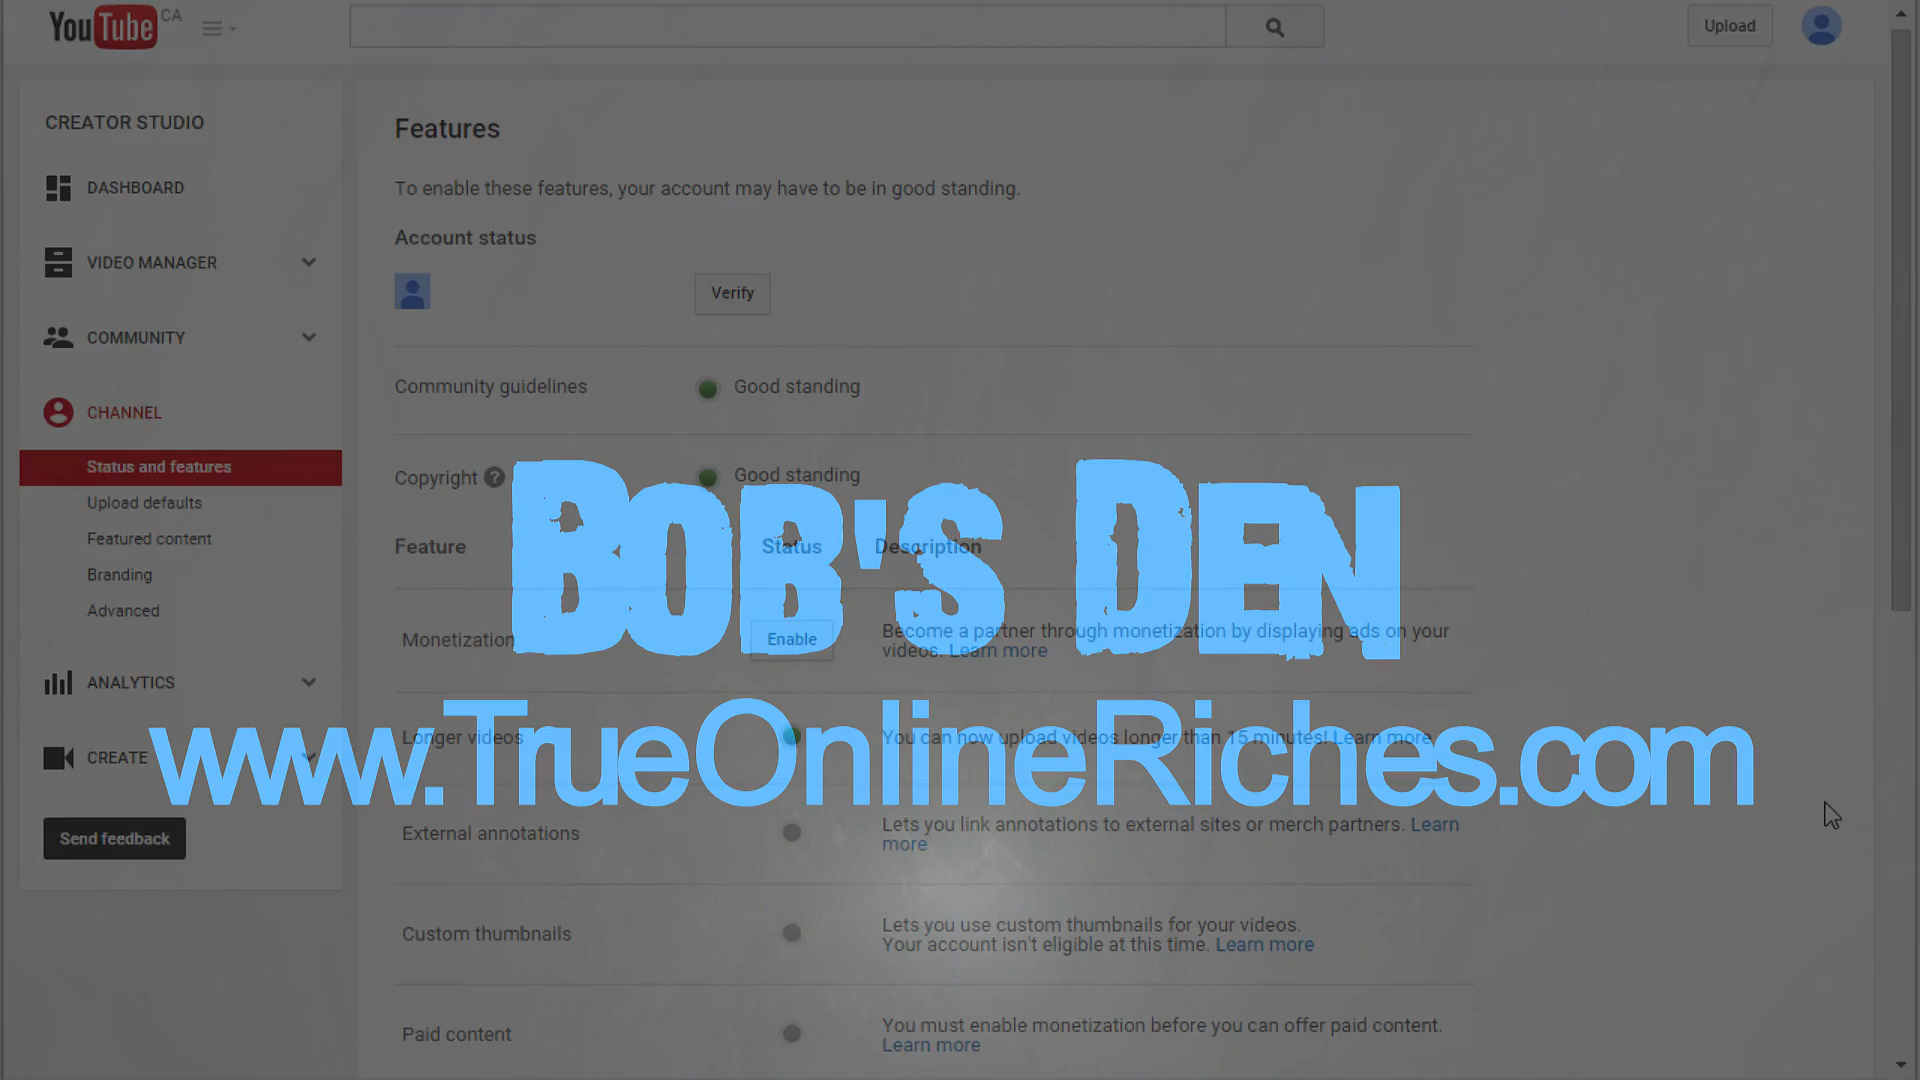 YouTube CA
Upload
CREATOR STUDIO
DASHBOARD
VIDEO MANAGER
COMMUNITY
CHANNEL
Status and features
Upload defaults
Featured content
Branding
Advanced
ANALYTICS
CREATE
Send feedback
Features
To enable these features, your account may have to be in good standing.
Account status
Verify
Community guidelines Good standing
Copyright ? Good standing
Feature Status Description
Monetization Enable Become a partner through monetization by displaying ads on your
videos. Learn more
Longer videos You can now upload videos longer than 15 minutes! Learn more
External annotations Lets you link annotations to external sites or merch partners. Learn
more
Custom thumbnails Lets you use custom thumbnails for your videos.
Your account isn't eligible at this time. Learn more
Paid content You must enable monetization before you can offer paid content.
Learn more
BOB'S DEN
www.TrueOnlineRiches.com